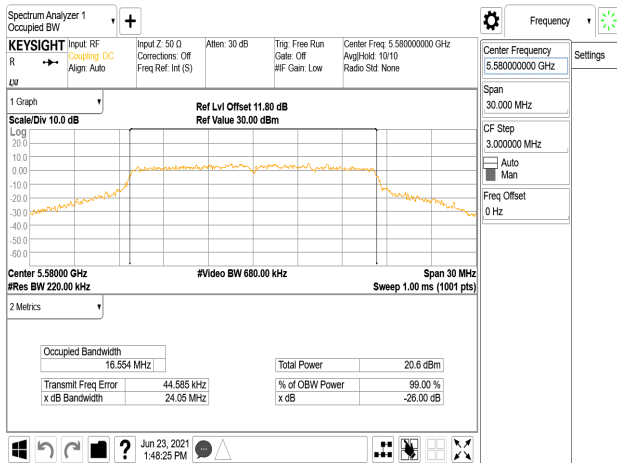 Spectrum Analyzer 1
Occupied BW
Frequency
KEYSIGHT
R
LXI
Input: RF
Coupling: DC
Align: Auto
Input Z: 50 Ω
Corrections: Off
Freq Ref: Int (S)
Atten: 30 dB
Trig: Free Run
Gate: Off
#IF Gain: Low
Center Freq: 5.580000000 GHz
Avg|Hold: 10/10
Radio Std: None
Center Frequency
5.580000000 GHz
Settings
Span
30.000 MHz
CF Step
3.000000 MHz
Auto
Man
Freq Offset
0 Hz
1 Graph
Scale/Div 10.0 dB
Ref Lvl Offset 11.80 dB
Ref Value 30.00 dBm
Log
20.0
10.0
0.00
-10.0
-20.0
-30.0
-40.0
-50.0
-60.0
Center 5.58000 GHz
#Res BW 220.00 kHz
#Video BW 680.00 kHz
Span 30 MHz
Sweep 1.00 ms (1001 pts)
2 Metrics
Occupied Bandwidth
16.554 MHz
Total Power 20.6 dBm
Transmit Freq Error 44.585 kHz
x dB Bandwidth 24.05 MHz
% of OBW Power 99.00 %
x dB -26.00 dB
?
Jun 23, 2021
1:48:25 PM